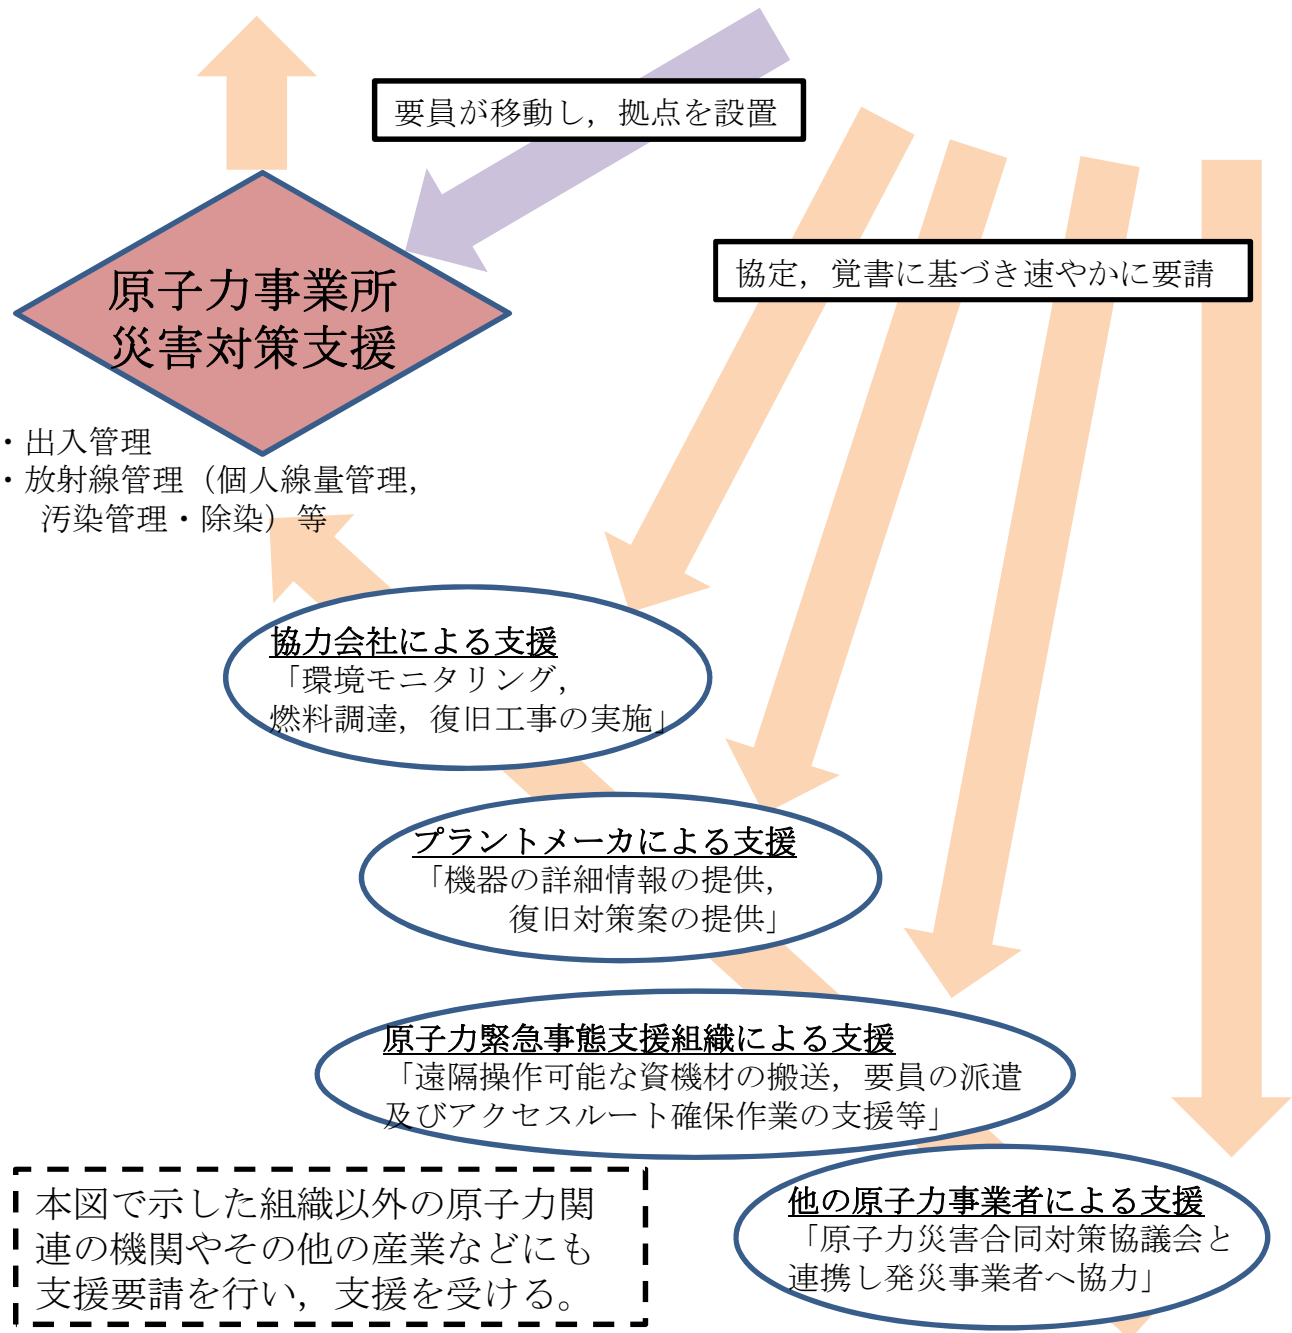 要員が移動し，拠点を設置
協定，覚書に基づき速やかに要請
原子力事業所
災害対策支援
・出入管理
・放射線管理（個人線量管理，
汚染管理・除染）等
協力会社による支援
「環境モニタリング，
燃料調達，復旧工事の実施」
プラントメーカによる支援
「機器の詳細情報の提供，
復旧対策案の提供」
原子力緊急事態支援組織による支援
「遠隔操作可能な資機材の搬送，要員の派遣
及びアクセスルート確保作業の支援等」
他の原子力事業者による支援
「原子力災害合同対策協議会と
連携し発災事業者へ協力」
本図で示した組織以外の原子力関
連の機関やその他の産業などにも
支援要請を行い，支援を受ける。